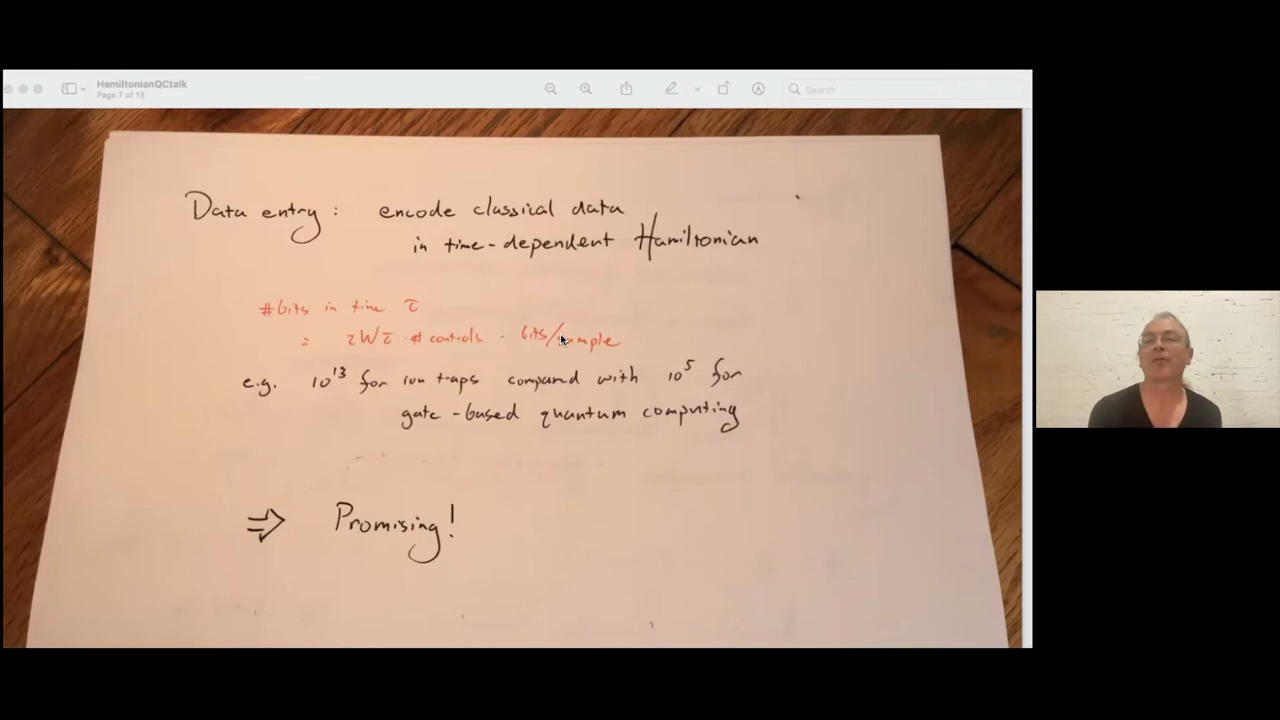 HamiltonianQCtalk
Page 7 of 13
Search
Data entry : encode classical data
in time-dependent Hamiltonian
# bits in time τ
= 2Wτ · # controls · bits/sample
e.g. 10¹³ for ion traps compared with 10⁵ for
gate-based quantum computing
⇒ Promising!